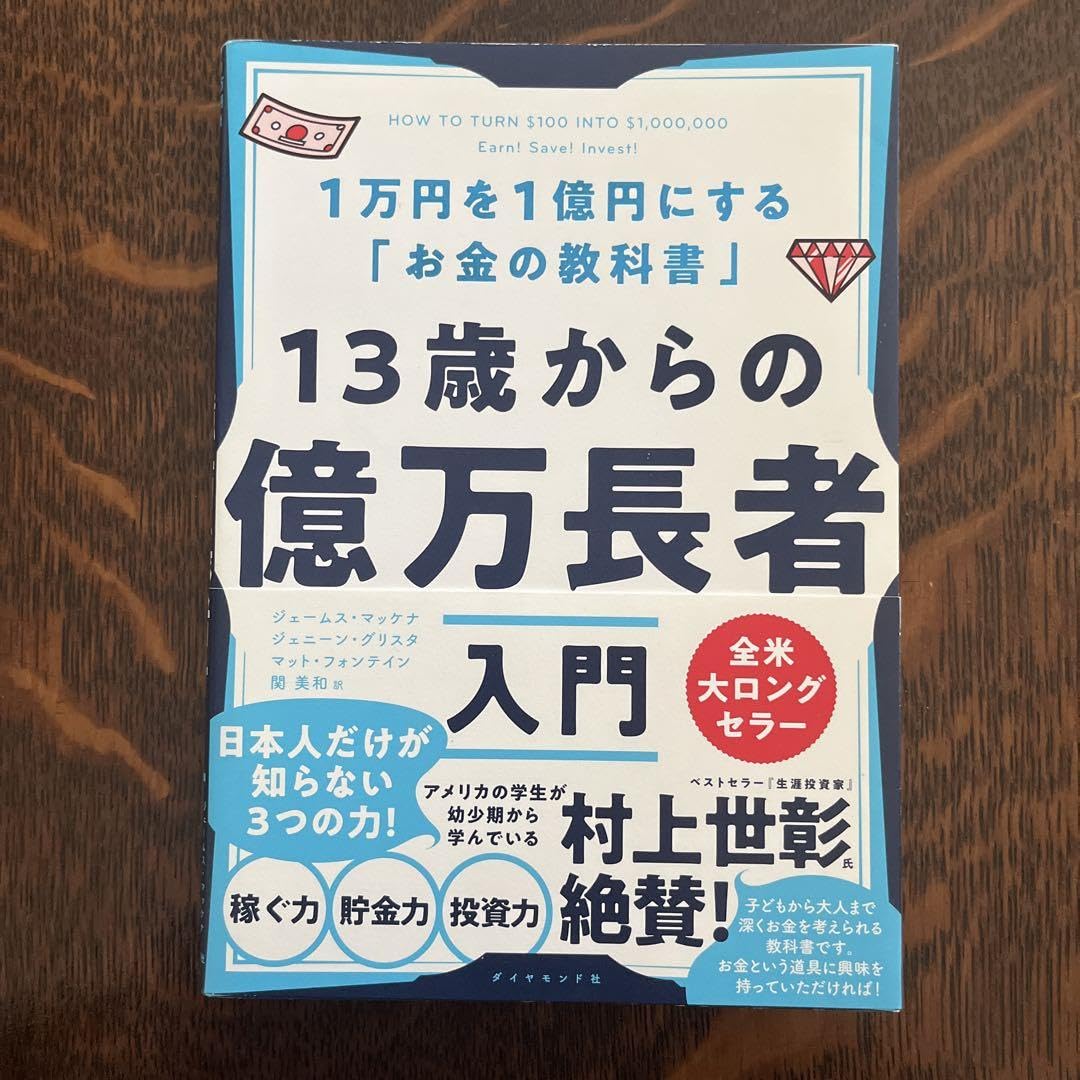 HOW TO TURN $100 INTO $1,000,000
Earn! Save! Invest!
1万円を1億円にする
「お金の教科書」
13歳からの
億万長者
入門
ジェームス・マッケナ
ジェニーン・グリスタ
マット・フォンテイン
関 美和 訳
全米
大ロング
セラー
日本人だけが
知らない
3つの力!
アメリカの学生が
幼少期から
学んでいる
稼ぐ力
貯金力
投資力
ベストセラー『生涯投資家』
村上世彰氏
絶賛!
子どもから大人まで
深くお金を考えられる
教科書です。
お金という道具に興味を
持っていただければ!
ダイヤモンド社